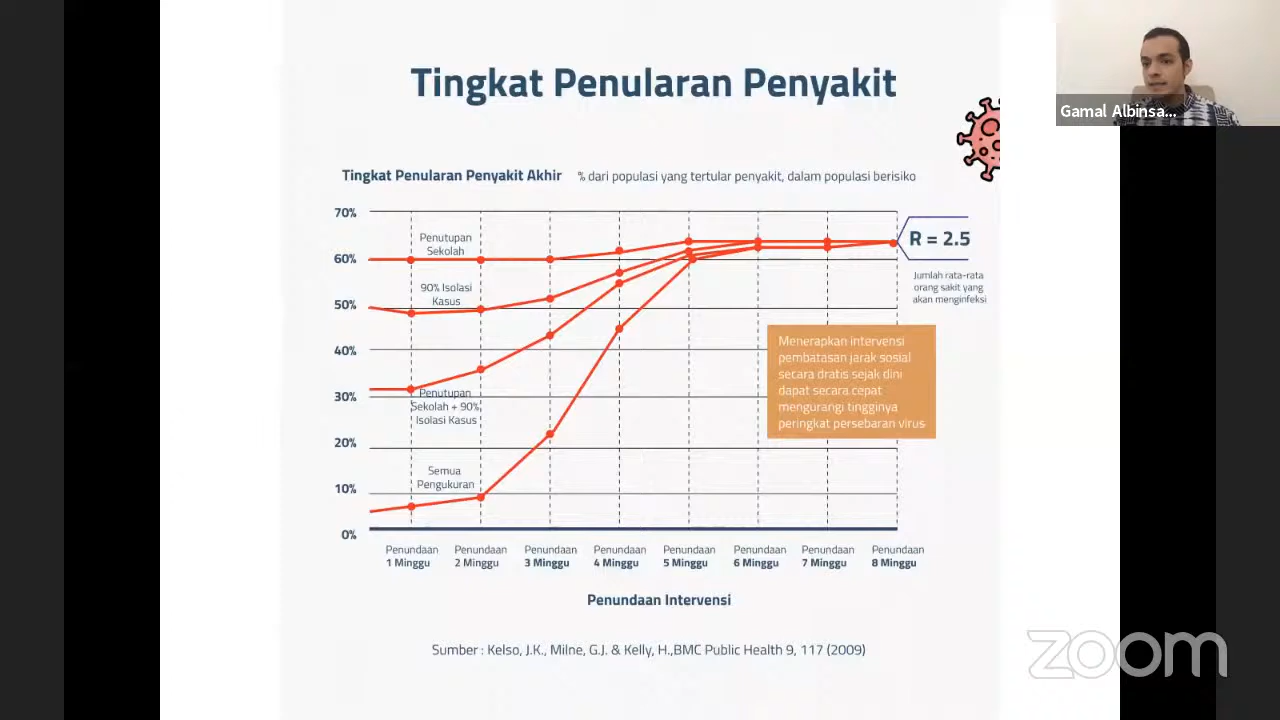 Tingkat Penularan Penyakit
Gamal Albinsa...
Tingkat Penularan Penyakit Akhir % dari populasi yang tertular penyakit, dalam populasi berisiko
70%
60%
50%
40%
30%
20%
10%
0%
Penutupan
Sekolah
90% Isolasi
Kasus
Penutupan
Sekolah + 90%
Isolasi Kasus
Semua
Pengukuran
R = 2.5
Jumlah rata-rata
orang sakit yang
akan menginfeksi
Menerapkan intervensi
pembatasan jarak sosial
secara dratis sejak dini
dapat secara cepat
mengurangi tingginya
peringkat persebaran virus
Penundaan
1 Minggu
Penundaan
2 Minggu
Penundaan
3 Minggu
Penundaan
4 Minggu
Penundaan
5 Minggu
Penundaan
6 Minggu
Penundaan
7 Minggu
Penundaan
8 Minggu
Penundaan Intervensi
Sumber : Kelso, J.K., Milne, G.J. & Kelly, H.,BMC Public Health 9, 117 (2009)
zoom